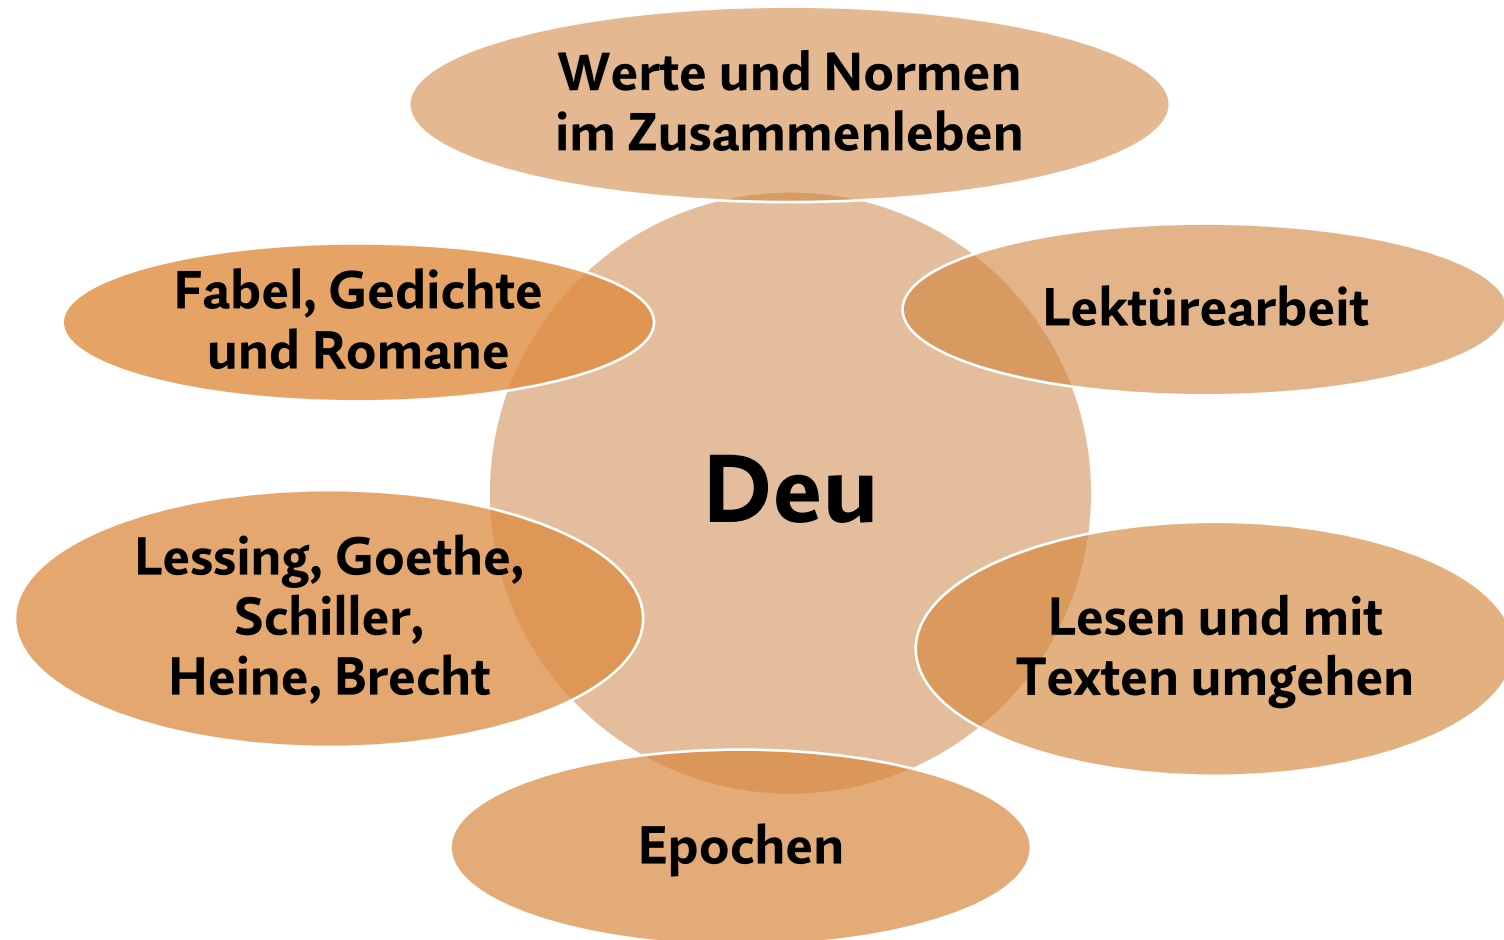 Werte und Normen
im Zusammenleben
Fabel, Gedichte
und Romane
Lektürearbeit
Deu
Lessing, Goethe,
Schiller,
Heine, Brecht
Lesen und mit
Texten umgehen
Epochen